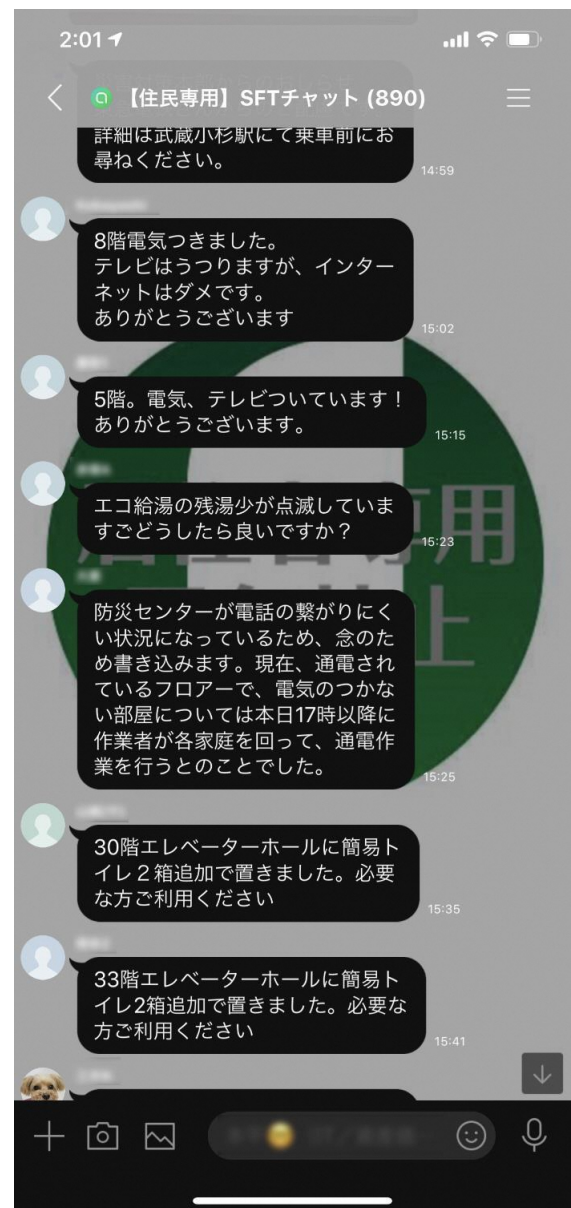 2:01
【住民専用】SFTチャット (890)
詳細は武蔵小杉駅にて乗車前にお
尋ねください。
14:59
8階電気つきました。
テレビはうつりますが、インター
ネットはダメです。
ありがとうございます
15:02
5階。電気、テレビついています！
ありがとうございます。
15:15
エコ給湯の残湯少が点滅していま
すごどうしたら良いですか？
15:23
防災センターが電話の繋がりにく
い状況になっているため、念のた
め書き込みます。現在、通電され
ているフロアーで、電気のつかな
い部屋については本日17時以降に
作業者が各家庭を回って、通電作
業を行うとのことでした。
15:25
30階エレベーターホールに簡易ト
イレ２箱追加で置きました。必要
な方ご利用ください
15:35
33階エレベーターホールに簡易ト
イレ2箱追加で置きました。必要な
方ご利用ください
15:41